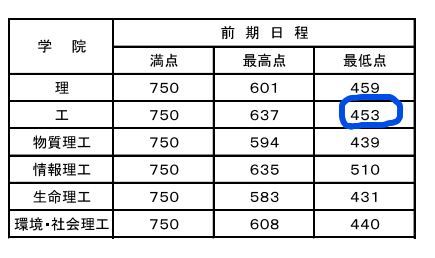 学 院 前 期 日 程
満点 最高点 最低点
理 750 601 459
工 750 637 453
物質理工 750 594 439
情報理工 750 635 510
生命理工 750 583 431
環境・社会理工 750 608 440